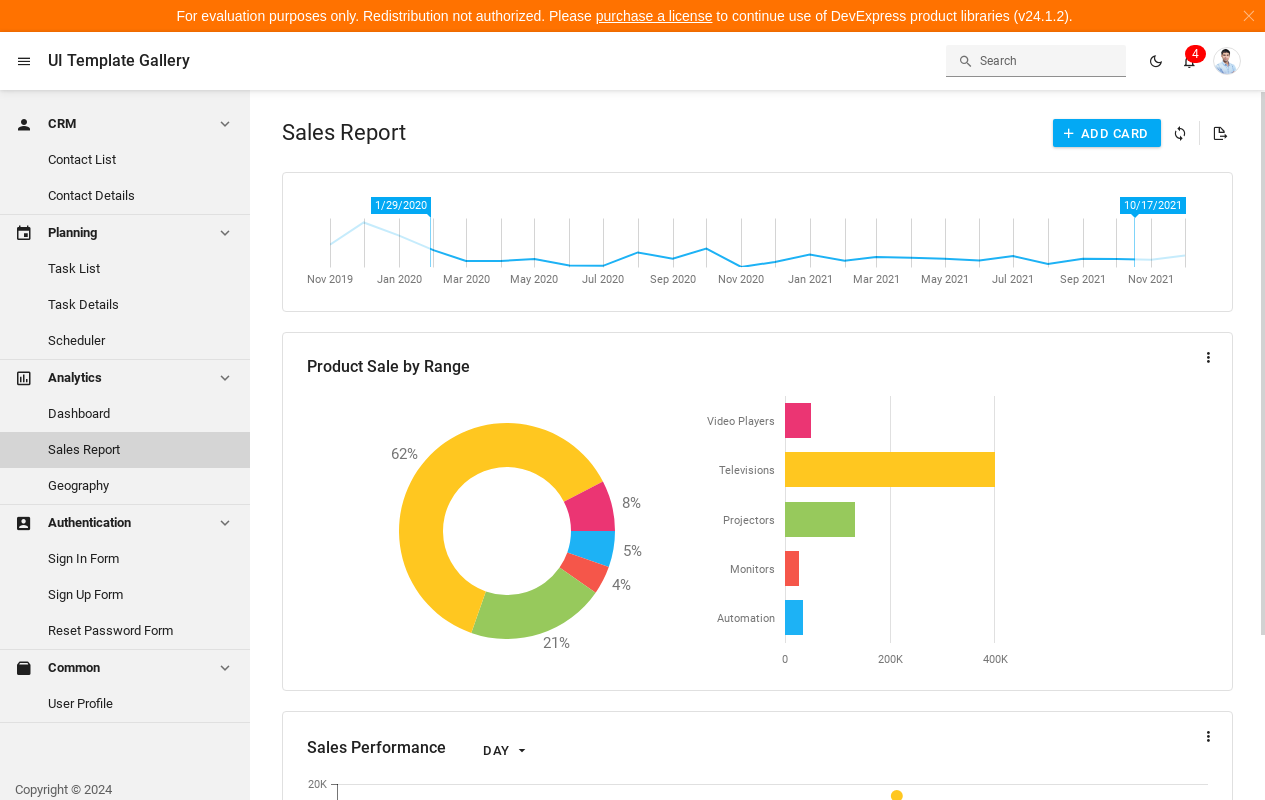 For evaluation purposes only. Redistribution not authorized. Please purchase a license to continue use of DevExpress product libraries (v24.1.2).
UI Template Gallery
Search
4
CRM
Contact List
Contact Details
Planning
Task List
Task Details
Scheduler
Analytics
Dashboard
Sales Report
Geography
Authentication
Sign In Form
Sign Up Form
Reset Password Form
Common
User Profile
Copyright © 2024
Sales Report
ADD CARD
1/29/2020 10/17/2021
Nov 2019 Jan 2020 Mar 2020 May 2020 Jul 2020 Sep 2020 Nov 2020 Jan 2021 Mar 2021 May 2021 Jul 2021 Sep 2021 Nov 2021
Product Sale by Range
62%
8%
5%
4%
21%
Video Players
Televisions
Projectors
Monitors
Automation
0 200K 400K
Sales Performance DAY
20K